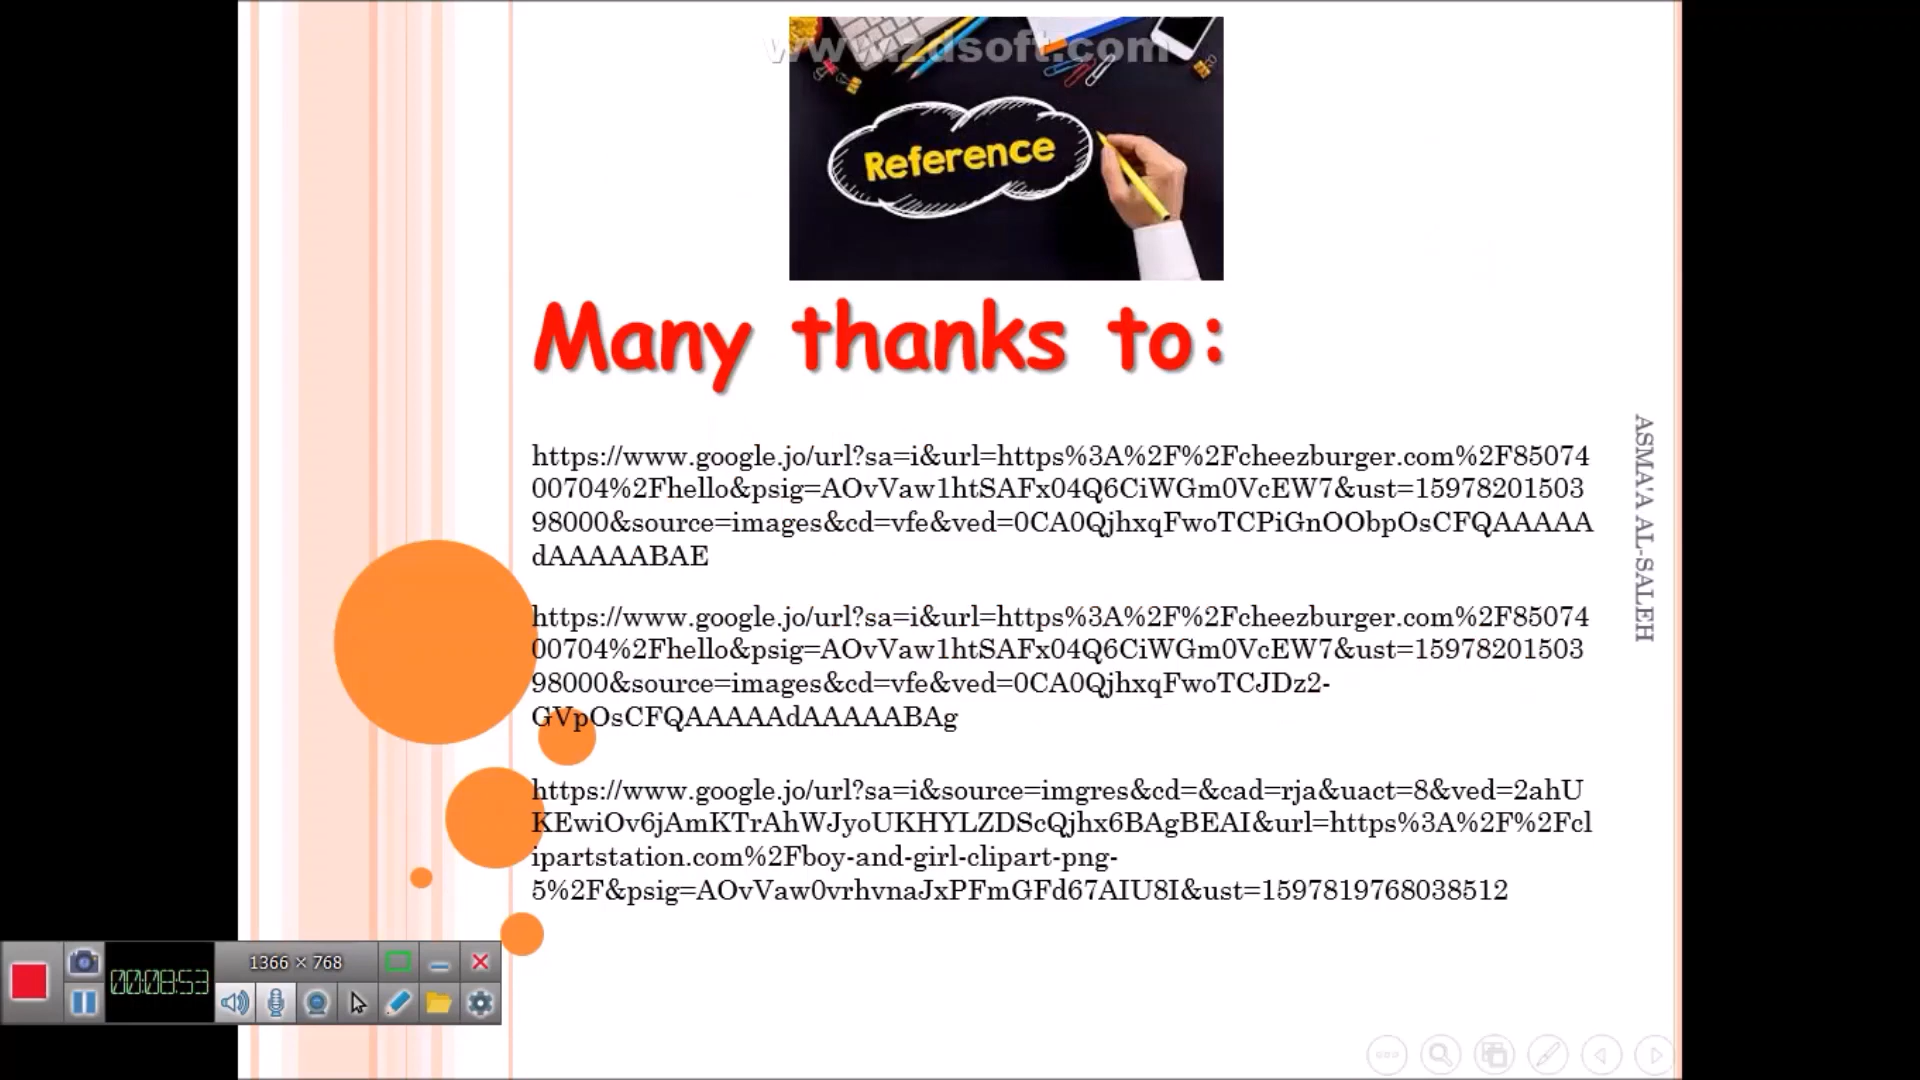 www.zdsoft.com
Reference
Many thanks to:
https://www.google.jo/url?sa=i&url=https%3A%2F%2Fcheezburger.com%2F85074
00704%2Fhello&psig=AOvVaw1htSAFx04Q6CiWGm0VcEW7&ust=15978201503
98000&source=images&cd=vfe&ved=0CA0QjhxqFwoTCPiGnOObpOsCFQAAAAA
dAAAAABAE
https://www.google.jo/url?sa=i&url=https%3A%2F%2Fcheezburger.com%2F85074
00704%2Fhello&psig=AOvVaw1htSAFx04Q6CiWGm0VcEW7&ust=15978201503
98000&source=images&cd=vfe&ved=0CA0QjhxqFwoTCJDz2-
GVpOsCFQAAAAAdAAAAABAg
https://www.google.jo/url?sa=i&source=imgres&cd=&cad=rja&uact=8&ved=2ahU
KEwiOv6jAmKTrAhWJyoUKHYLZDScQjhx6BAgBEAI&url=https%3A%2F%2Fcl
ipartstation.com%2Fboy-and-girl-clipart-png-
5%2F&psig=AOvVaw0vrhvnaJxPFmGFd67AIU8I&ust=1597819768038512
ASMA'A AL-SALEH
1366 × 768
00:08:53